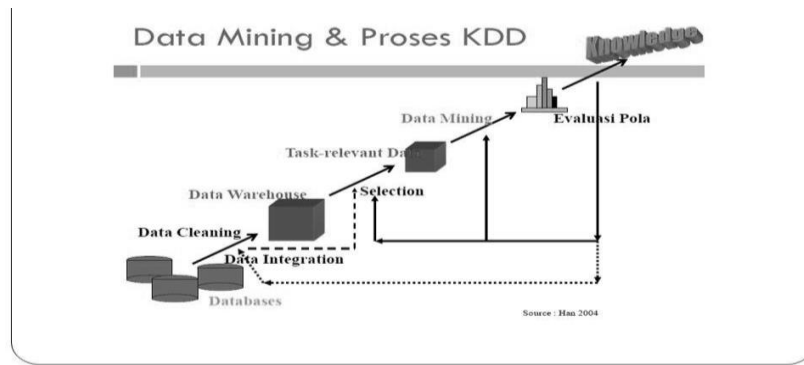 Data Mining & Proses KDD
Knowledge
Data Mining
Evaluasi Pola
Task-relevant Data
Selection
Data Warehouse
Data Cleaning
Data Integration
Databases
Source : Han 2004